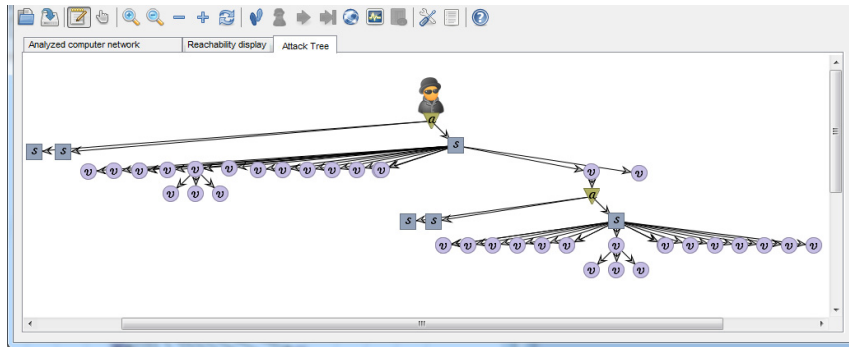 Analyzed computer network Reachability display Attack Tree
a
s s s
v v v v v v v v v v v v v v
v v v a
s s s
v v v v v v v v v v v v v v
v v v